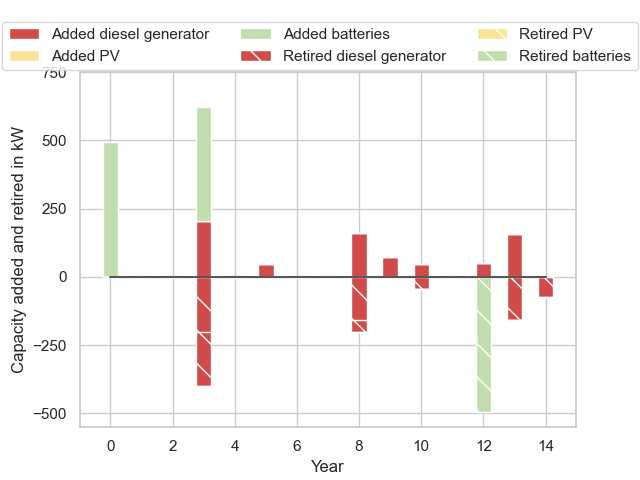 Added diesel generator Added batteries Retired PV
Added PV Retired diesel generator Retired batteries
750
500
250
0
−250
−500
Capacity added and retired in kW
0 2 4 6 8 10 12 14
Year